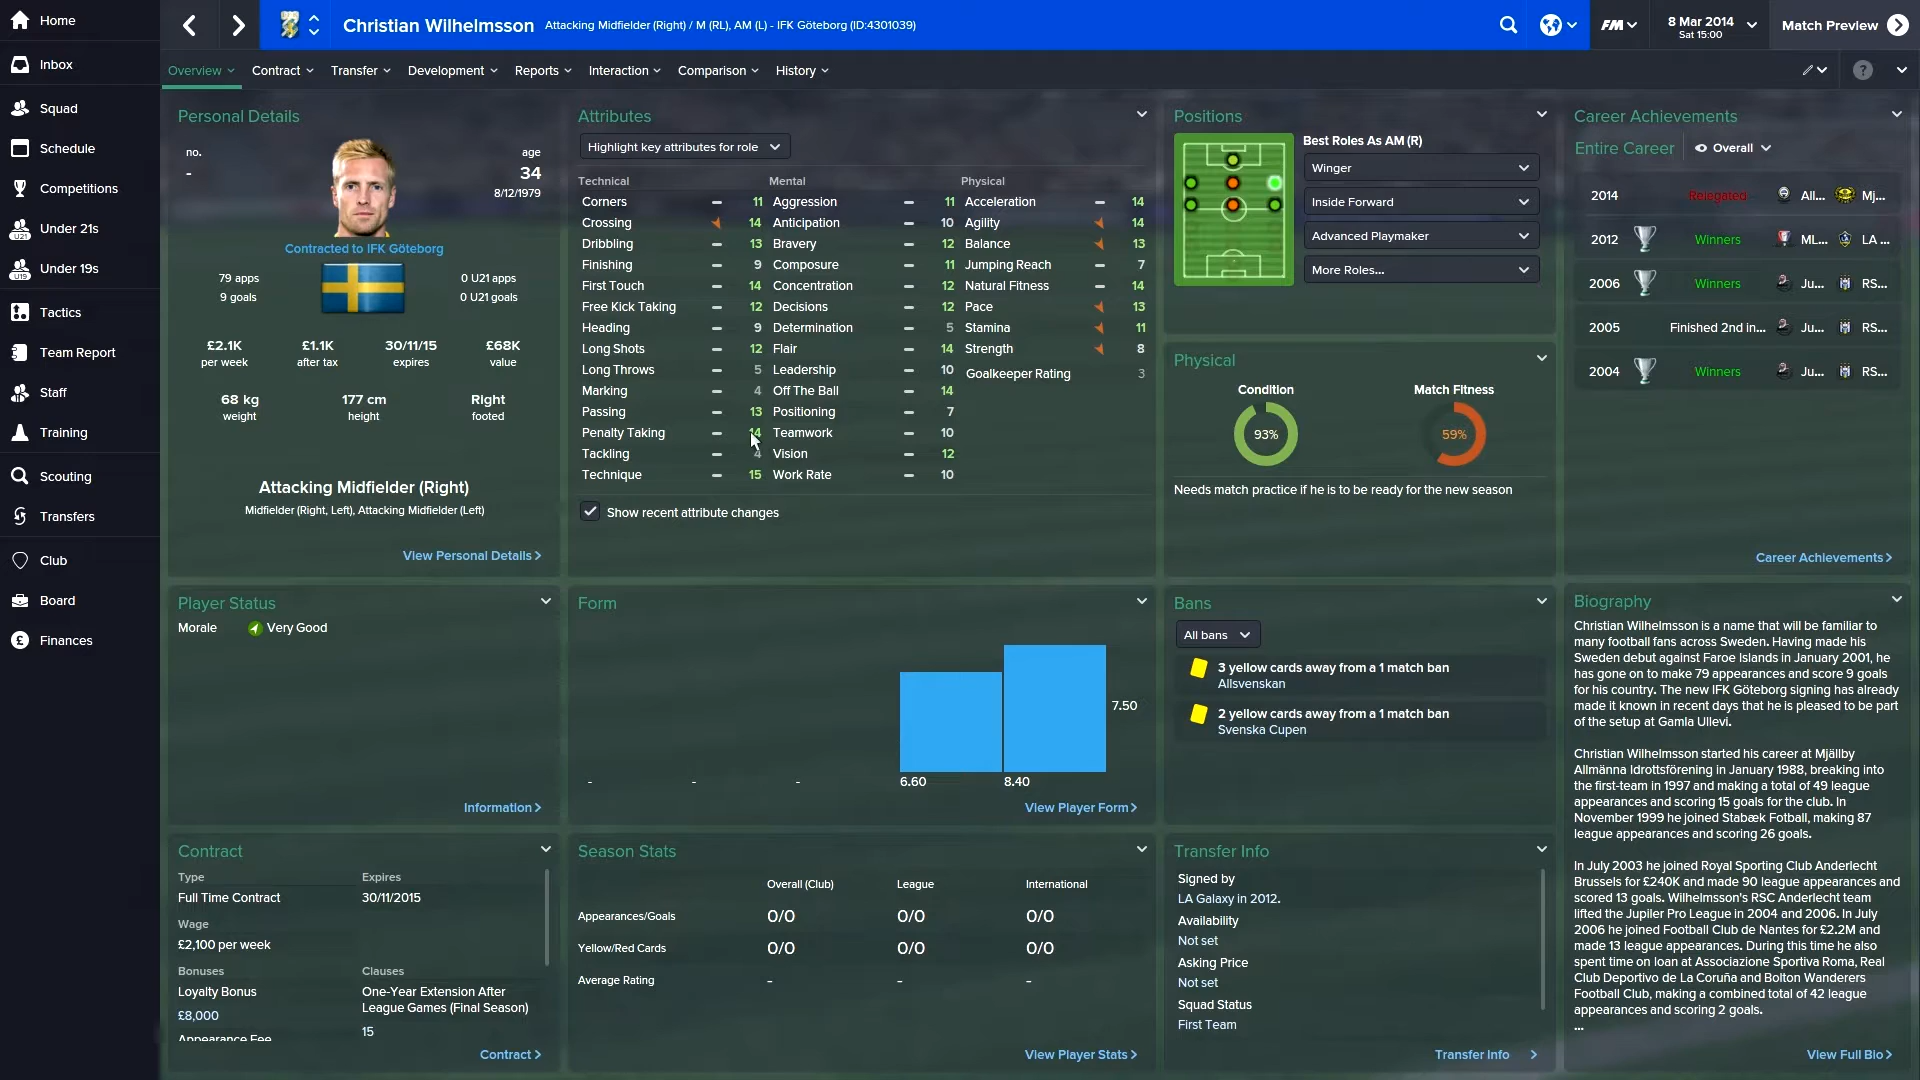 Home
Inbox
Squad
Schedule
Competitions
U21
Under 21s
U19
Under 19s
Tactics
Team Report
Staff
Training
Scouting
Transfers
Club
Board
Finances
Christian Wilhelmsson Attacking Midfielder (Right) / M (RL), AM (L) - IFK Göteborg (ID:4301039)
FM
8 Mar 2014
Sat 15:00
Match Preview
Overview Contract Transfer Development Reports Interaction Comparison History
?
Personal Details
no.
-
age
34
8/12/1979
Contracted to IFK Göteborg
79 apps
9 goals
0 U21 apps
0 U21 goals
£2.1K £1.1K 30/11/15 £68K
per week after tax expires value
68 kg 177 cm Right
weight height footed
Attacking Midfielder (Right)
Midfielder (Right, Left), Attacking Midfielder (Left)
View Personal Details >
Attributes
Highlight key attributes for role
Technical Mental Physical
Corners 11 Aggression 11 Acceleration 14
Crossing 14 Anticipation 10 Agility 14
Dribbling 13 Bravery 12 Balance 13
Finishing 9 Composure 11 Jumping Reach 7
First Touch 14 Concentration 12 Natural Fitness 14
Free Kick Taking 12 Decisions 12 Pace 13
Heading 9 Determination 5 Stamina 11
Long Shots 12 Flair 14 Strength 8
Long Throws 5 Leadership 10 Goalkeeper Rating 3
Marking 4 Off The Ball 14
Passing 13 Positioning 7
Penalty Taking 14 Teamwork 10
Tackling 4 Vision 12
Technique 15 Work Rate 10
Show recent attribute changes
Positions
Best Roles As AM (R)
Winger
Inside Forward
Advanced Playmaker
More Roles...
Physical
Condition Match Fitness
93% 59%
Needs match practice if he is to be ready for the new season
Career Achievements
Entire Career Overall
2014 Relegated All... Mj...
2012 Winners ML... LA ...
2006 Winners Ju... RS...
2005 Finished 2nd in... Ju... RS...
2004 Winners Ju... RS...
Career Achievements >
Player Status
Morale Very Good
Information >
Form
7.50
- - - 6.60 8.40
View Player Form >
Bans
All bans
3 yellow cards away from a 1 match ban
Allsvenskan
2 yellow cards away from a 1 match ban
Svenska Cupen
Biography
Christian Wilhelmsson is a name that will be familiar to
many football fans across Sweden. Having made his
Sweden debut against Faroe Islands in January 2001, he
has gone on to make 79 appearances and score 9 goals
for his country. The new IFK Göteborg signing has already
made it known in recent days that he is pleased to be part
of the setup at Gamla Ullevi.
Christian Wilhelmsson started his career at Mjällby
Allmänna Idrottsförening in January 1988, breaking into
the first-team in 1997 and making a total of 49 league
appearances and scoring 15 goals for the club. In
November 1999 he joined Stabæk Fotball, making 87
league appearances and scoring 26 goals.
In July 2003 he joined Royal Sporting Club Anderlecht
Brussels for £240K and made 90 league appearances and
scored 13 goals. Wilhelmsson's RSC Anderlecht team
lifted the Jupiler Pro League in 2004 and 2006. In July
2006 he joined Football Club de Nantes for £2.2M and
made 13 league appearances. During this time he also
spent time on loan at Associazione Sportiva Roma, Real
Club Deportivo de La Coruña and Bolton Wanderers
Football Club, making a combined total of 42 league
appearances and scoring 2 goals.
...
View Full Bio >
Contract
Type Expires
Full Time Contract 30/11/2015
Wage
£2,100 per week
Bonuses Clauses
Loyalty Bonus One-Year Extension After
£8,000 League Games (Final Season)
Appearance Fee 15
Contract >
Season Stats
Overall (Club) League International
Appearances/Goals 0/0 0/0 0/0
Yellow/Red Cards 0/0 0/0 0/0
Average Rating - - -
View Player Stats >
Transfer Info
Signed by
LA Galaxy in 2012.
Availability
Not set
Asking Price
Not set
Squad Status
First Team
Transfer Info >